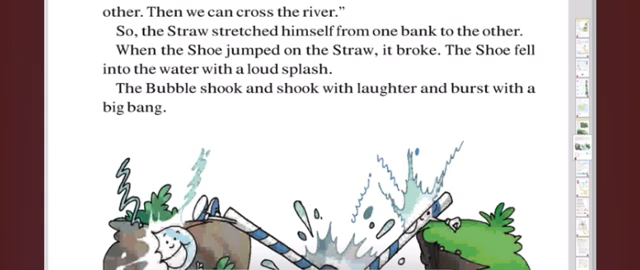 other. Then we can cross the river.”
So, the Straw stretched himself from one bank to the other.
When the Shoe jumped on the Straw, it broke. The Shoe fell
into the water with a loud splash.
The Bubble shook and shook with laughter and burst with a
big bang.